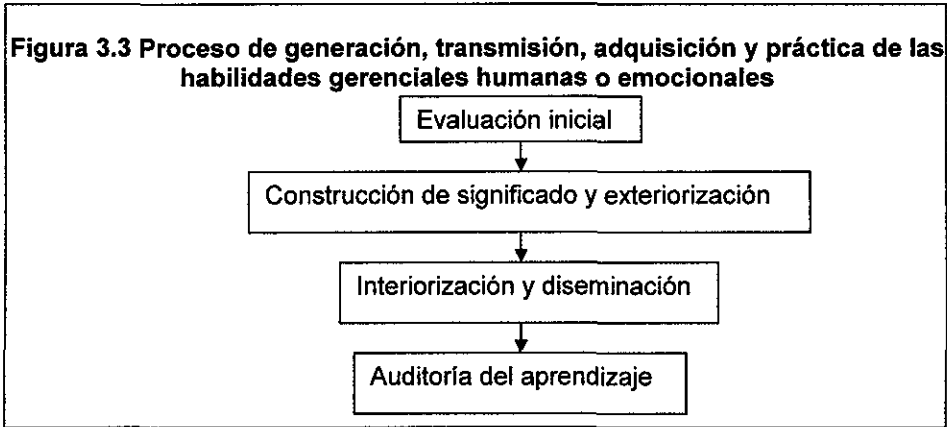 Figura 3.3 Proceso de generación, transmisión, adquisición y práctica de las
habilidades gerenciales humanas o emocionales
Evaluación inicial
Construcción de significado y exteriorización
Interiorización y diseminación
Auditoría del aprendizaje